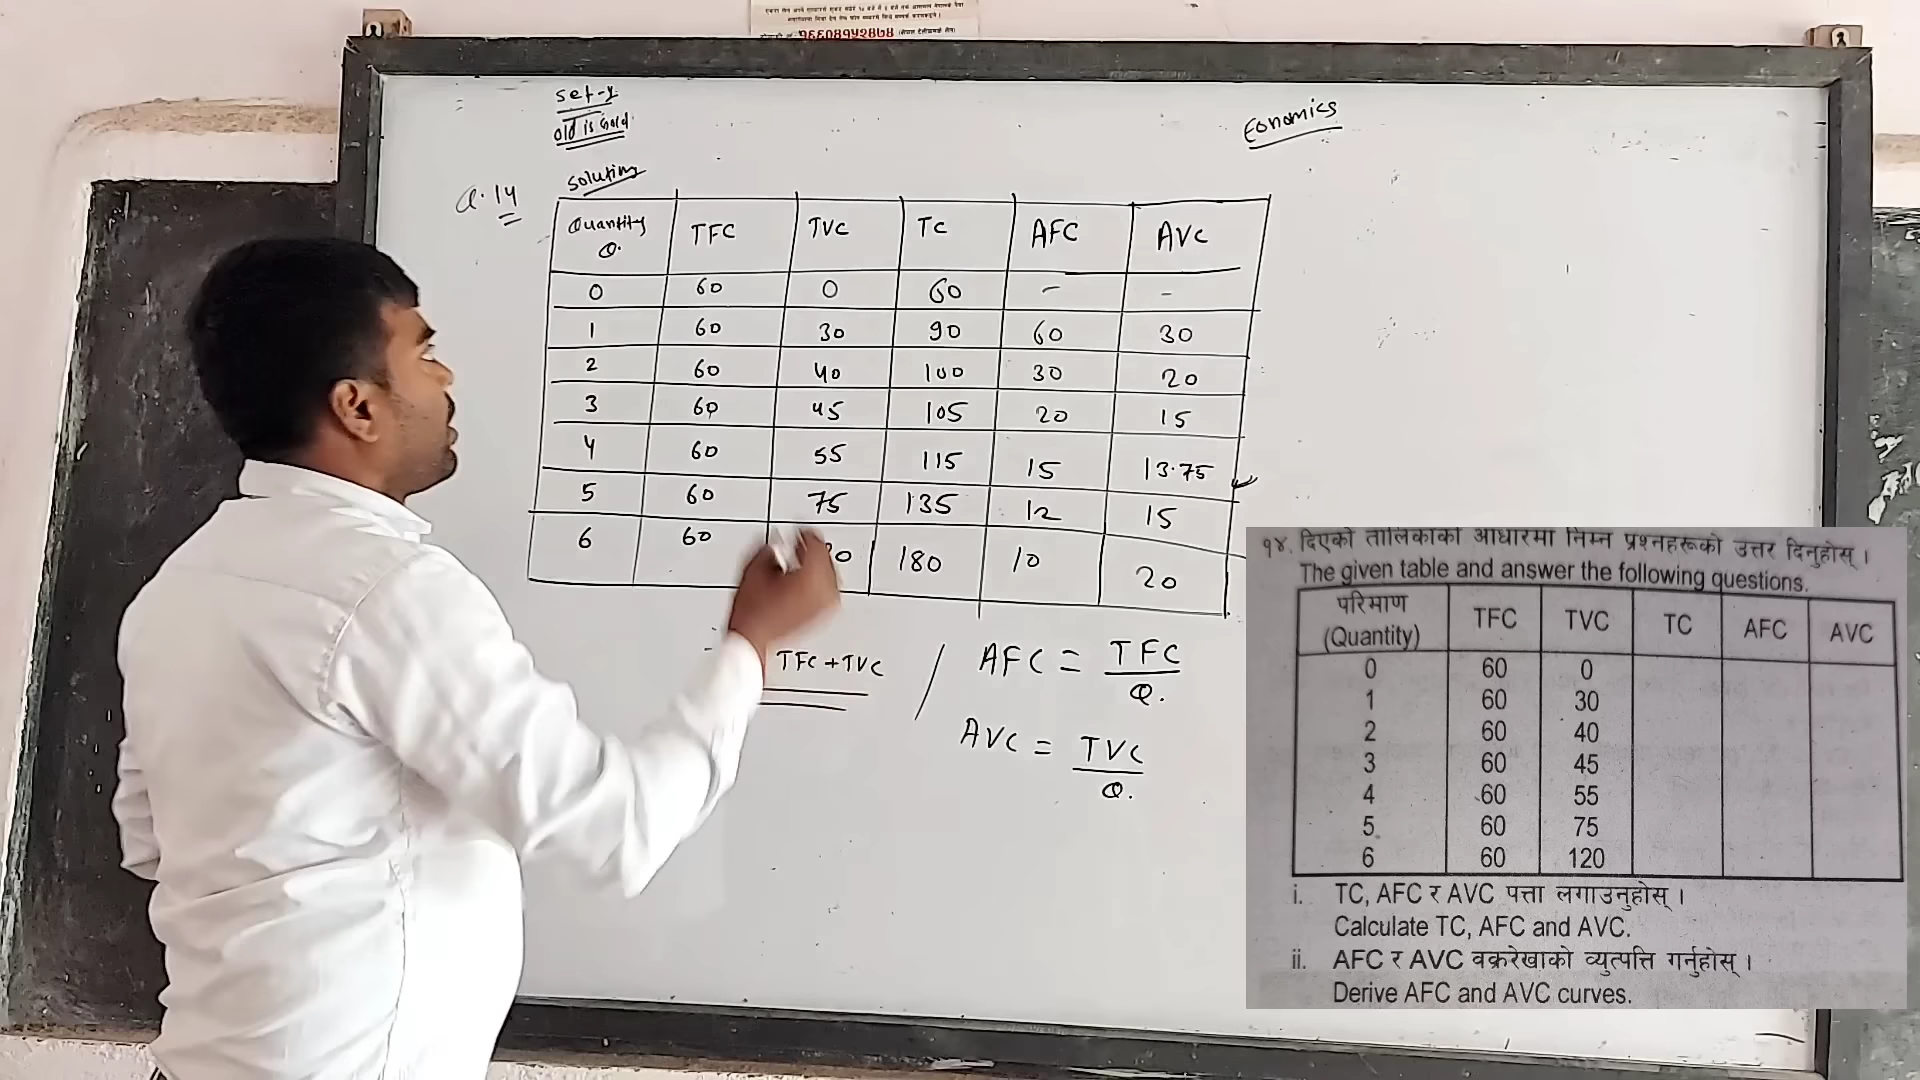 ९६६०४१५२४७४
set-y
old is Gold
Economics
Solution
Q. 14
Quantity Q. TFC TVC TC AFC AVC
0 60 0 60 - -
1 60 30 90 60 30
2 60 40 100 30 20
3 60 45 105 20 15
4 60 55 115 15 13.75
5 60 75 135 12 15
6 60 0 180 10 20
TFC + TVC
AFC = TFC / Q.
AVC = TVC / Q.
१४. दिएको तालिकाको आधारमा निम्न प्रश्नहरूको उत्तर दिनुहोस् ।
The given table and answer the following questions.
परिमाण (Quantity) TFC TVC TC AFC AVC
0 60 0
1 60 30
2 60 40
3 60 45
4 60 55
5 60 75
6 60 120
i. TC, AFC र AVC पत्ता लगाउनुहोस् ।
Calculate TC, AFC and AVC.
ii. AFC र AVC वक्ररेखाको व्युत्पत्ति गर्नुहोस् ।
Derive AFC and AVC curves.